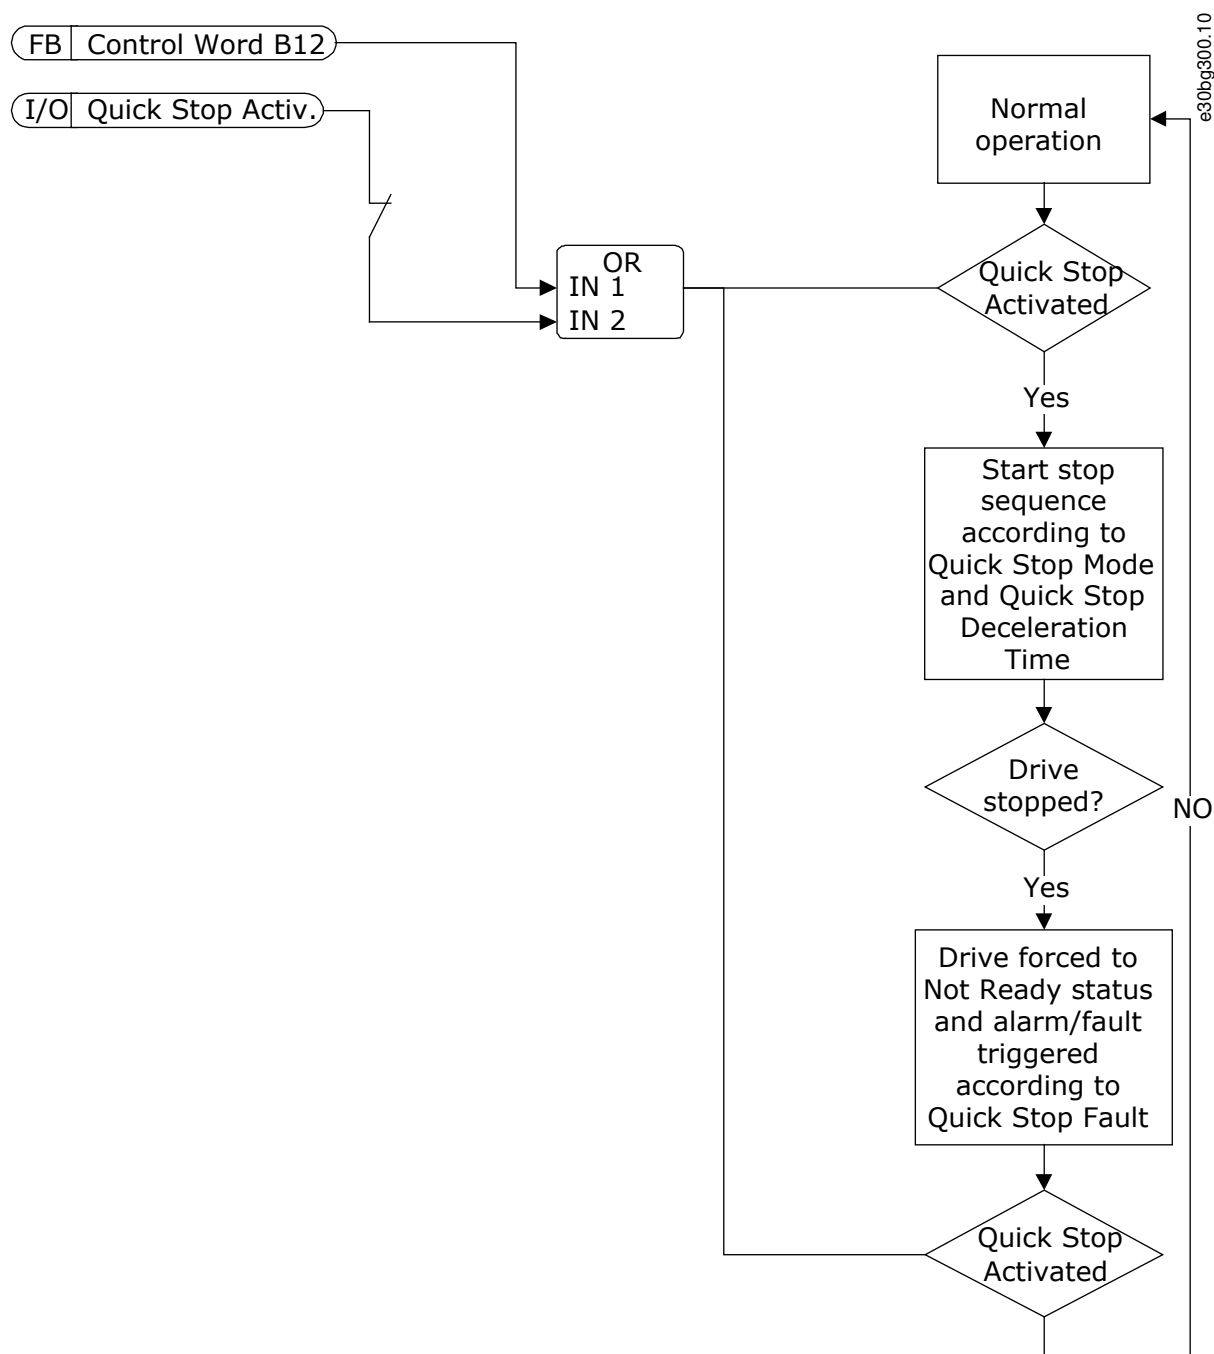 FB Control Word B12
I/O Quick Stop Activ.
e30bg300.10
Normal
operation
OR
IN 1
IN 2
Quick Stop
Activated
Yes
Start stop
sequence
according to
Quick Stop Mode
and Quick Stop
Deceleration
Time
Drive
stopped?
NO
Yes
Drive forced to
Not Ready status
and alarm/fault
triggered
according to
Quick Stop Fault
Quick Stop
Activated